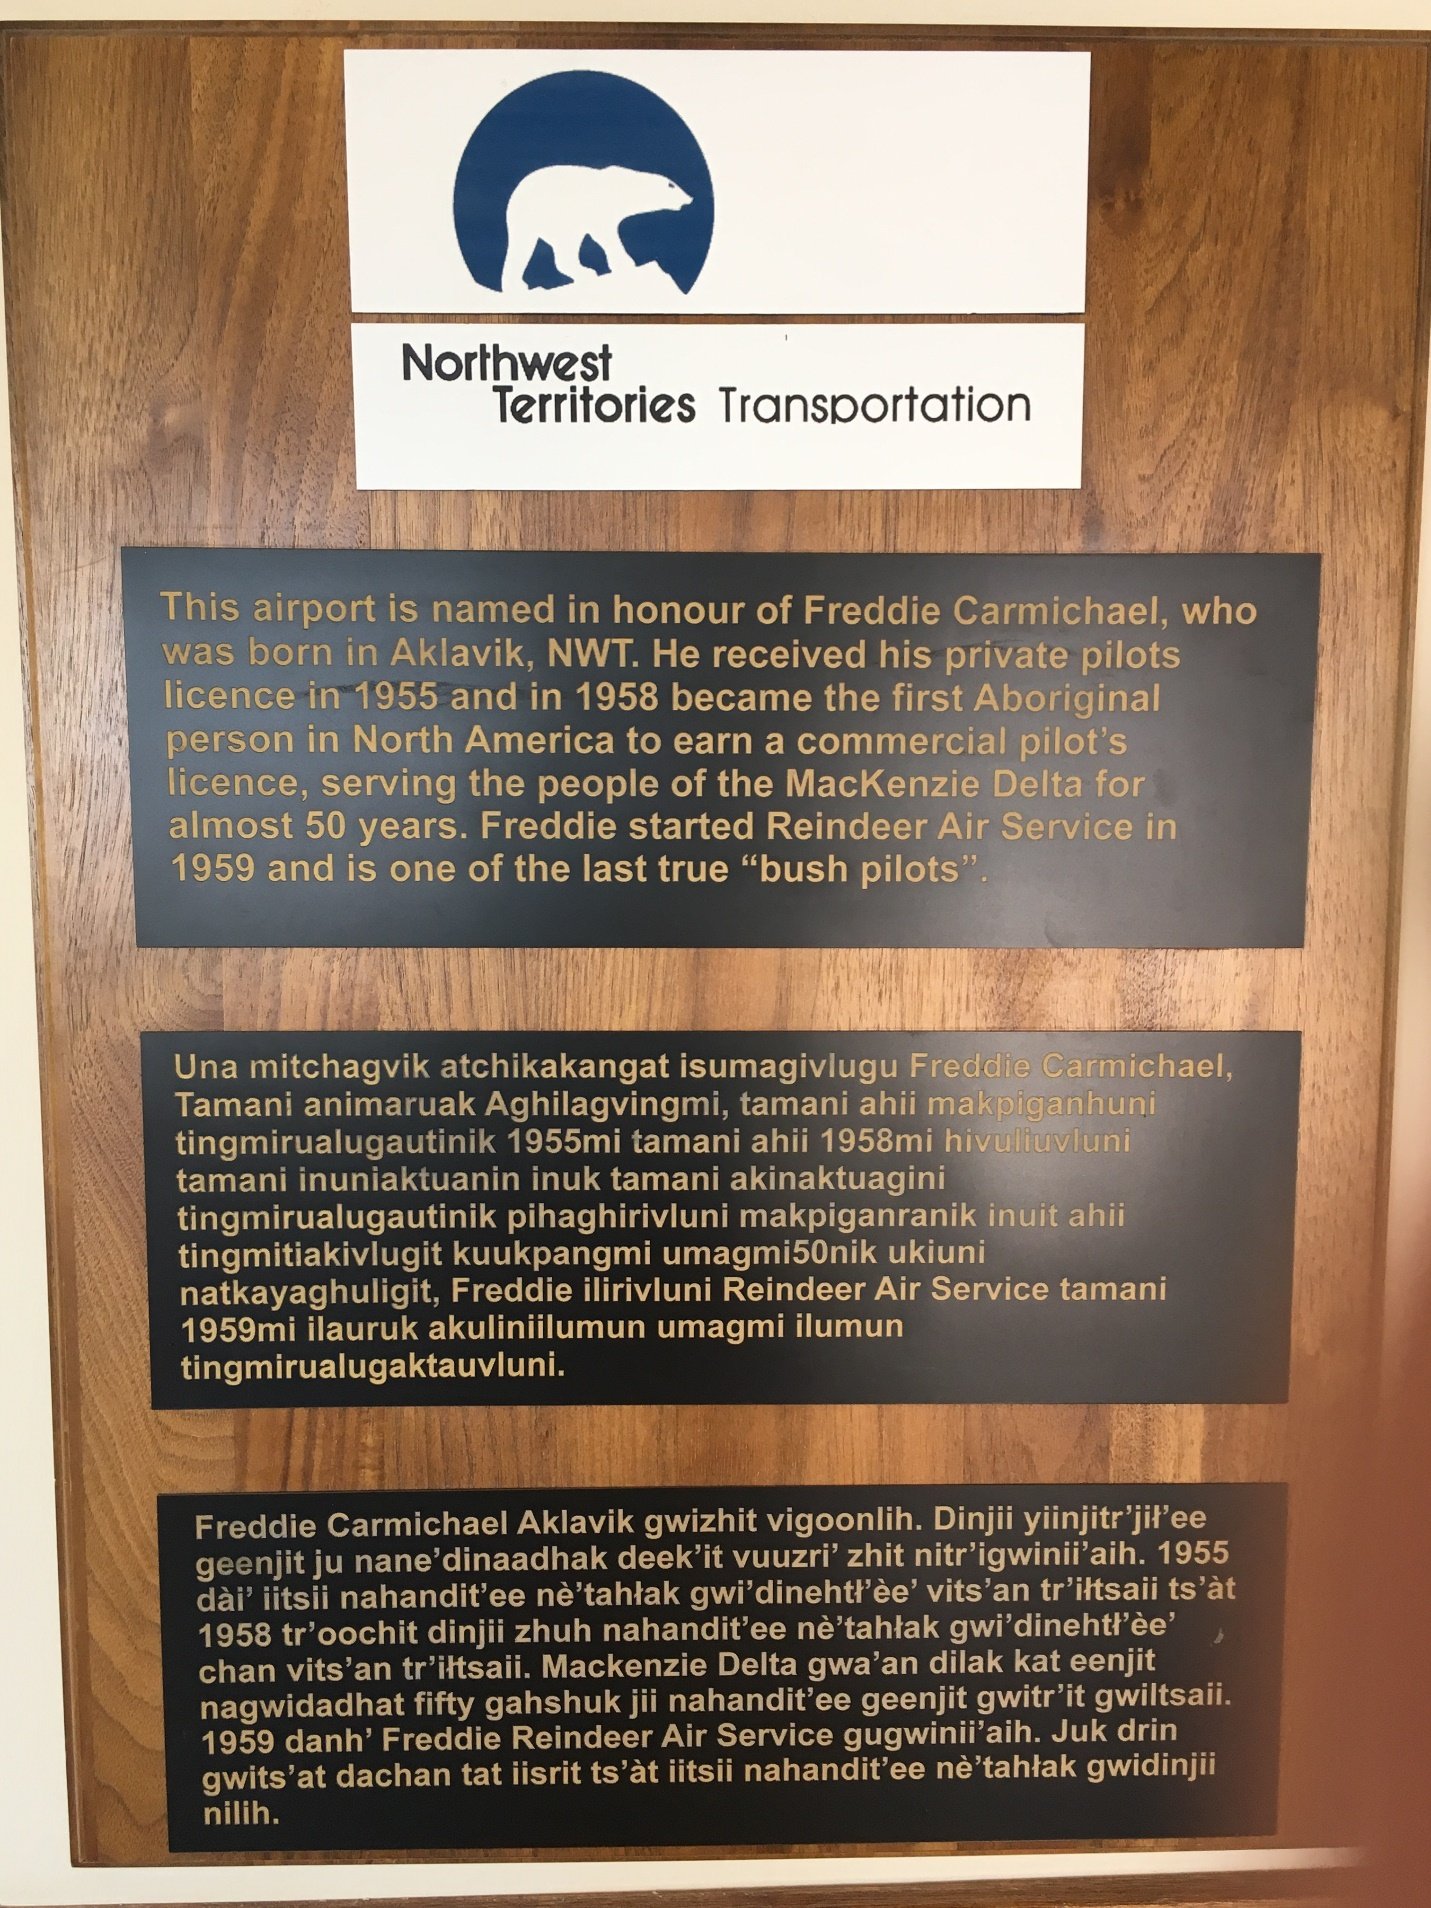 Northwest
Territories Transportation
This airport is named in honour of Freddie Carmichael, who
was born in Aklavik, NWT. He received his private pilots
licence in 1955 and in 1958 became the first Aboriginal
person in North America to earn a commercial pilot's
licence, serving the people of the MacKenzie Delta for
almost 50 years. Freddie started Reindeer Air Service in
1959 and is one of the last true “bush pilots”.
Una mitchagvik atchikakangat isumagivlugu Freddie Carmichael,
Tamani animaruak Aghilagvingmi, tamani ahii makpiganhuni
tingmirualugautinik 1955mi tamani ahii 1958mi hivuliuvluni
tamani inuniaktuanin inuk tamani akinaktuagini
tingmirualugautinik pihaghirivluni makpiganranik inuit ahii
tingmitiakivlugit kuukpangmi umagmi50nik ukiuni
natkayaghuligit, Freddie ilirivluni Reindeer Air Service tamani
1959mi ilauruk akuliniilumun umagmi ilumun
tingmirualugaktauvluni.
Freddie Carmichael Aklavik gwizhit vigoonlih. Dinjii yiinjitr’jił’ee
geenjit ju nane’dinaadhak deek’it vuuzri’ zhit nitr’igwinii’aih. 1955
dài’ iitsii nahandit’ee nè’tahłak gwi’dinehtł’èe’ vits’an tr’iłtsaii ts’àt
1958 tr’oochit dinjii zhuh nahandit’ee nè’tahłak gwi’dinehtł’èe’
chan vits’an tr’iłtsaii. Mackenzie Delta gwa’an dilak kat eenjit
nagwidadhat fifty gahshuk jii nahandit’ee geenjit gwitr’it gwiltsaii.
1959 danh’ Freddie Reindeer Air Service gugwinii’aih. Juk drin
gwits’at dachan tat iisrit ts’àt iitsii nahandit’ee nè’tahłak gwidinjii
nilih.